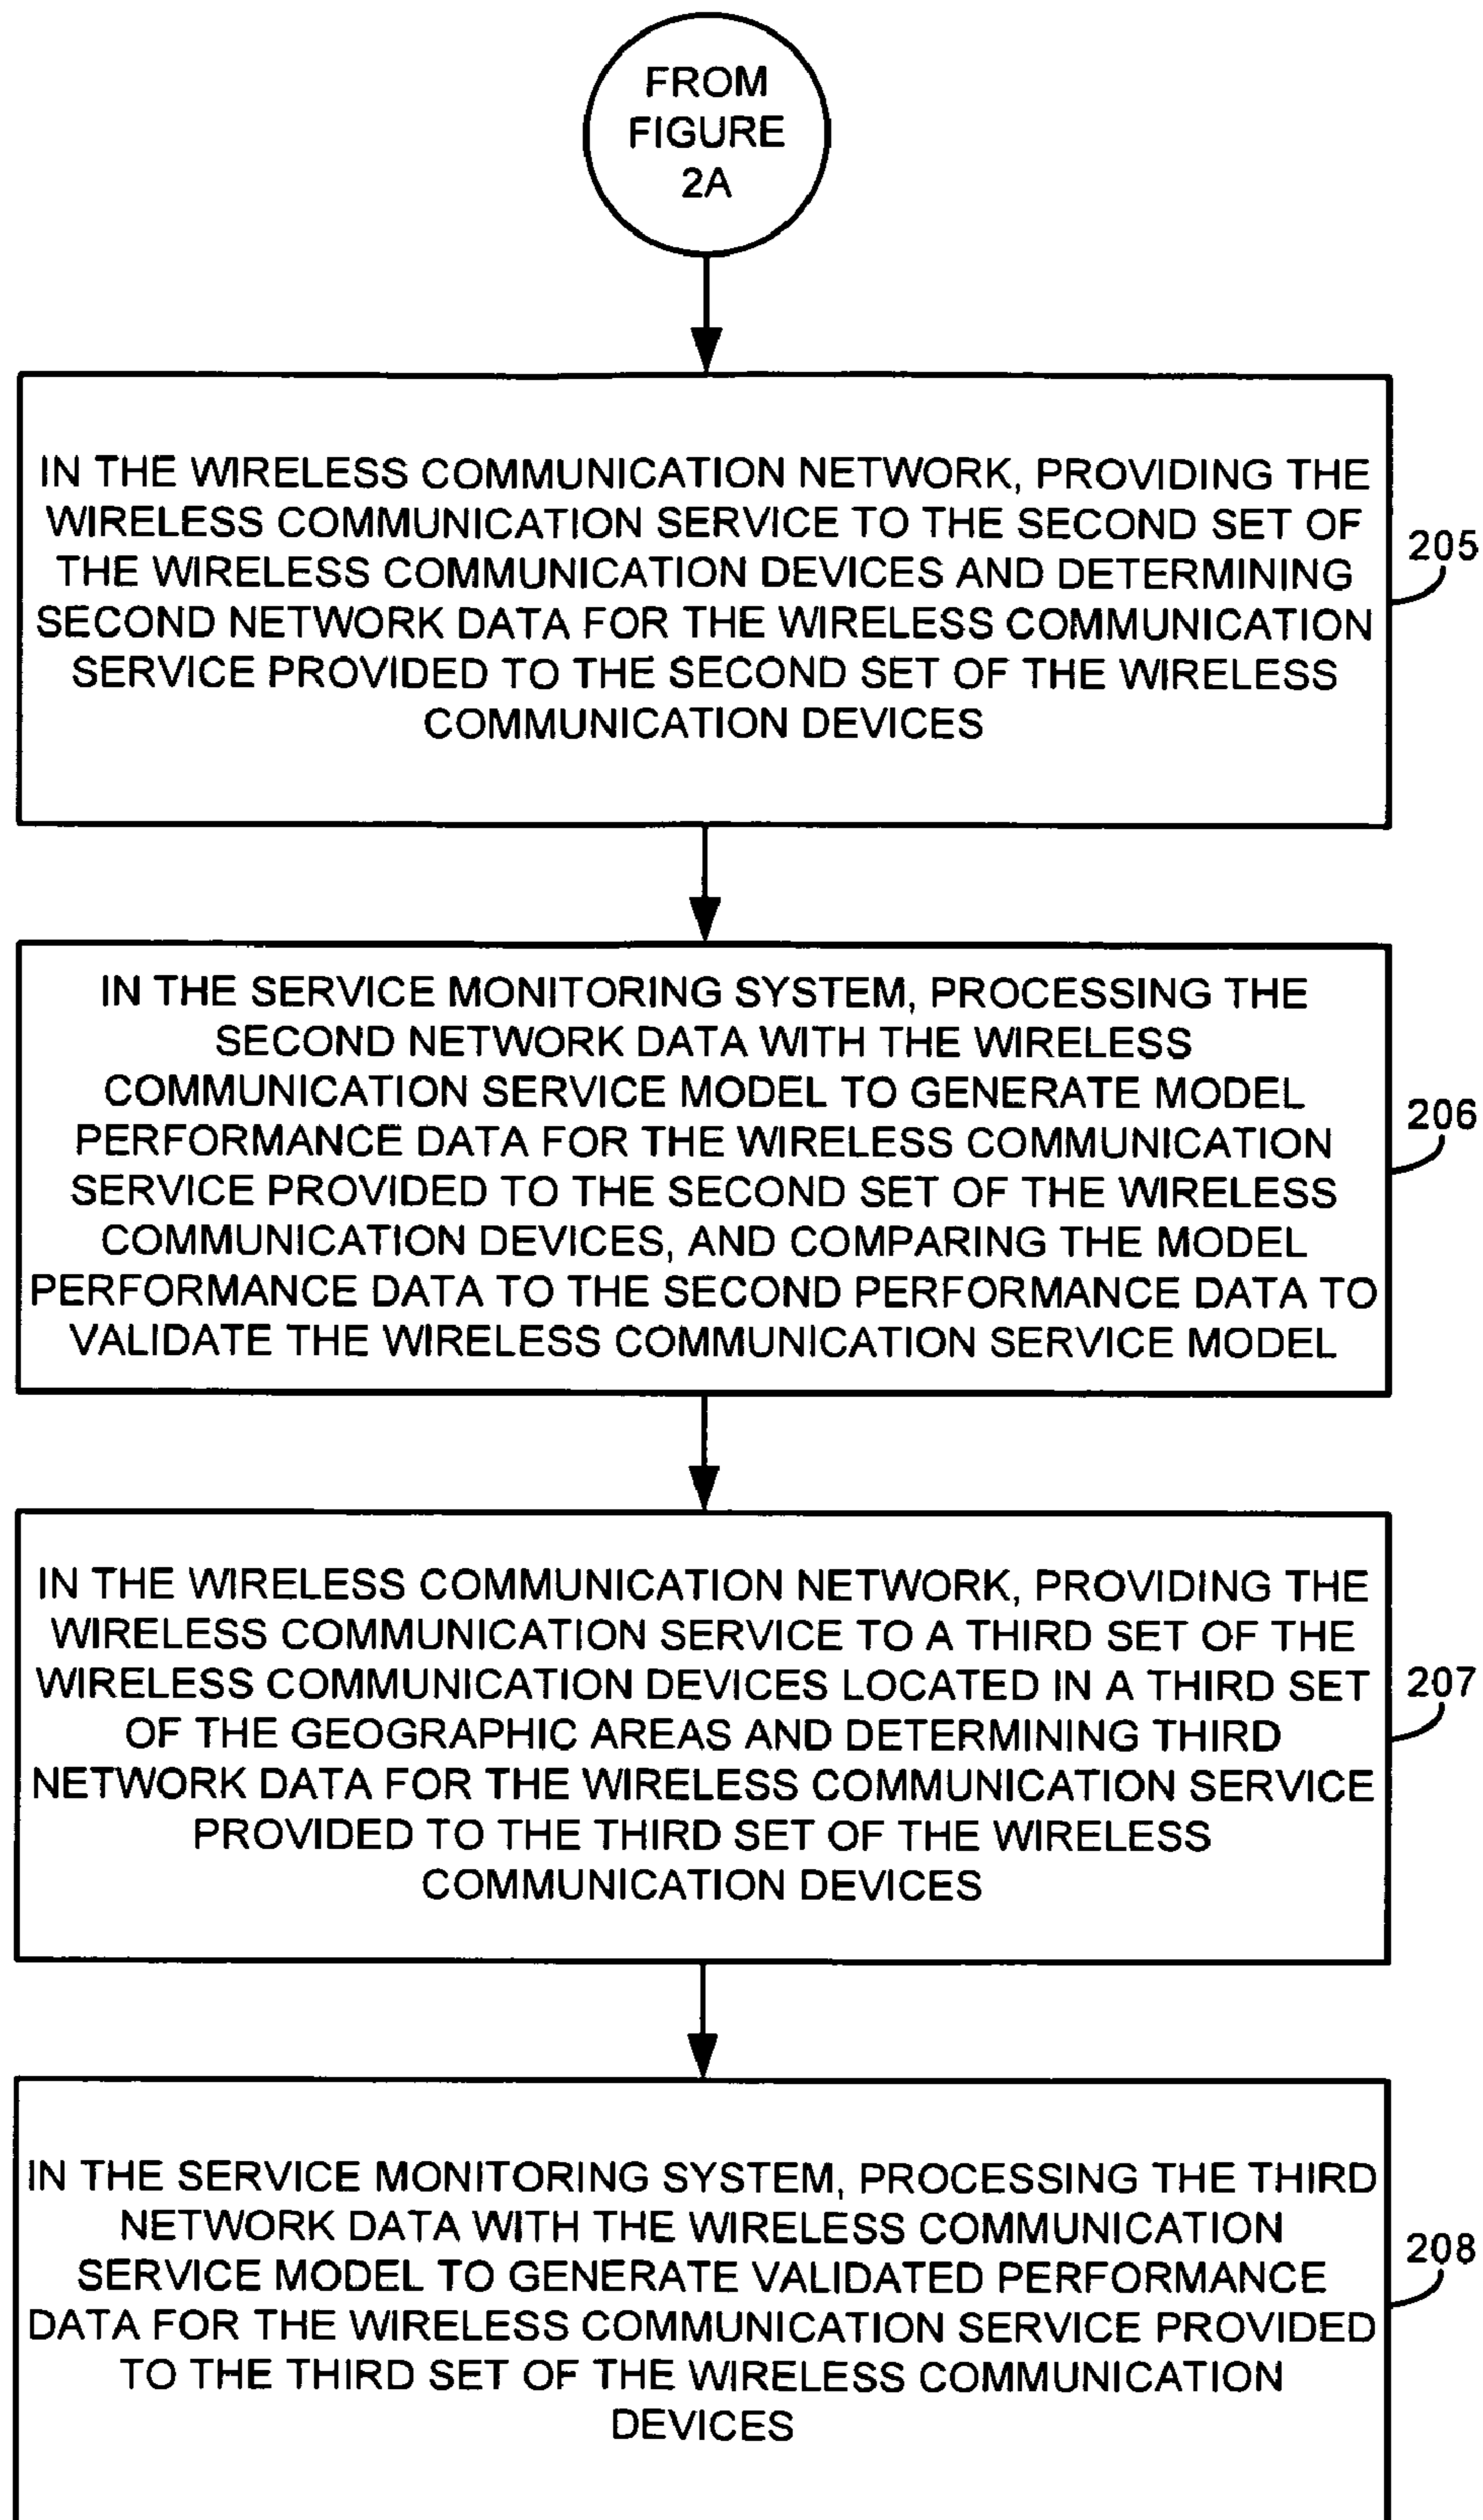 FROM
FIGURE
2A
IN THE WIRELESS COMMUNICATION NETWORK, PROVIDING THE
WIRELESS COMMUNICATION SERVICE TO THE SECOND SET OF
THE WIRELESS COMMUNICATION DEVICES AND DETERMINING
SECOND NETWORK DATA FOR THE WIRELESS COMMUNICATION
SERVICE PROVIDED TO THE SECOND SET OF THE WIRELESS
COMMUNICATION DEVICES
205
IN THE SERVICE MONITORING SYSTEM, PROCESSING THE
SECOND NETWORK DATA WITH THE WIRELESS
COMMUNICATION SERVICE MODEL TO GENERATE MODEL
PERFORMANCE DATA FOR THE WIRELESS COMMUNICATION
SERVICE PROVIDED TO THE SECOND SET OF THE WIRELESS
COMMUNICATION DEVICES, AND COMPARING THE MODEL
PERFORMANCE DATA TO THE SECOND PERFORMANCE DATA TO
VALIDATE THE WIRELESS COMMUNICATION SERVICE MODEL
206
IN THE WIRELESS COMMUNICATION NETWORK, PROVIDING THE
WIRELESS COMMUNICATION SERVICE TO A THIRD SET OF THE
WIRELESS COMMUNICATION DEVICES LOCATED IN A THIRD SET
OF THE GEOGRAPHIC AREAS AND DETERMINING THIRD
NETWORK DATA FOR THE WIRELESS COMMUNICATION SERVICE
PROVIDED TO THE THIRD SET OF THE WIRELESS
COMMUNICATION DEVICES
207
IN THE SERVICE MONITORING SYSTEM, PROCESSING THE THIRD
NETWORK DATA WITH THE WIRELESS COMMUNICATION
SERVICE MODEL TO GENERATE VALIDATED PERFORMANCE
DATA FOR THE WIRELESS COMMUNICATION SERVICE PROVIDED
TO THE THIRD SET OF THE WIRELESS COMMUNICATION
DEVICES
208